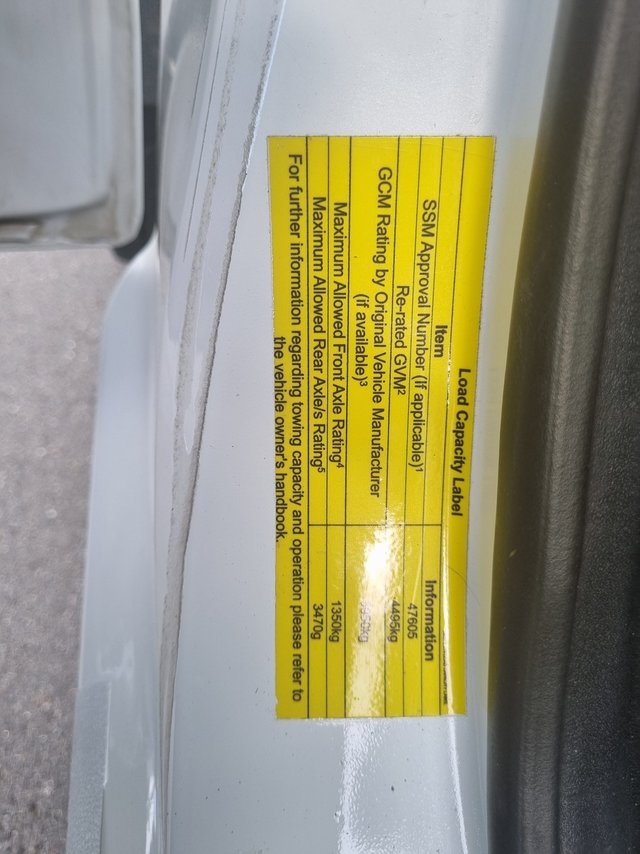 Load Capacity Label
Item Information
SSM Approval Number (If applicable)¹ 47605
Re-rated GVM² 4495kg
GCM Rating by Original Vehicle Manufacturer
(if available)³
Maximum Allowed Front Axle Rating⁴ 1350kg
Maximum Allowed Rear Axle/s Rating⁵ 3470g
For further information regarding towing capacity and operation please refer to
the vehicle owner's handbook.